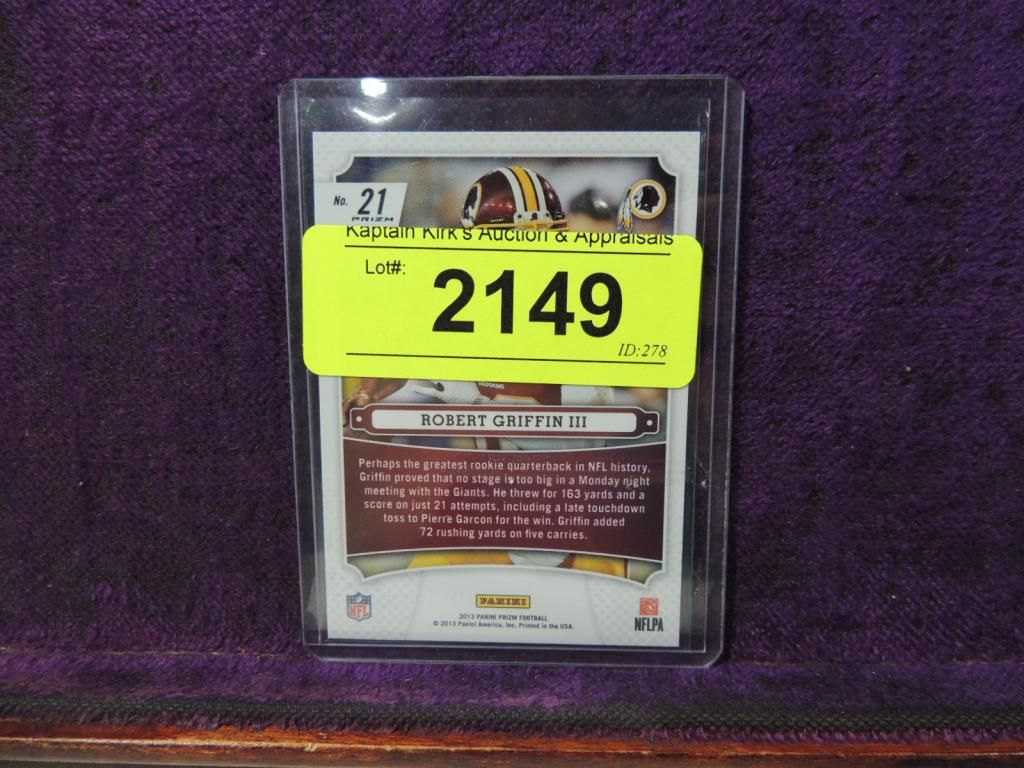 No. 21
PRIZM
Kaptain Kirk's Auction & Appraisals
Lot#:
2149
ID:278
REDSKINS
ROBERT GRIFFIN III
Perhaps the greatest rookie quarterback in NFL history,
Griffin proved that no stage is too big in a Monday night
meeting with the Giants. He threw for 163 yards and a
score on just 21 attempts, including a late touchdown
toss to Pierre Garcon for the win. Griffin added
72 rushing yards on five carries.
NFL
PANINI
2013 PANINI PRIZM FOOTBALL
© 2013 Panini America, Inc. Printed in the USA.
NFLPA